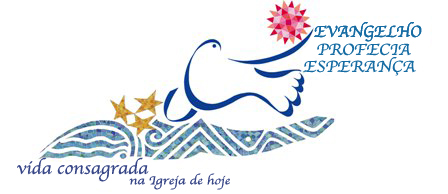 EVANGELHO
PROFECIA
ESPERANÇA
vida consagrada
na Igreja de hoje